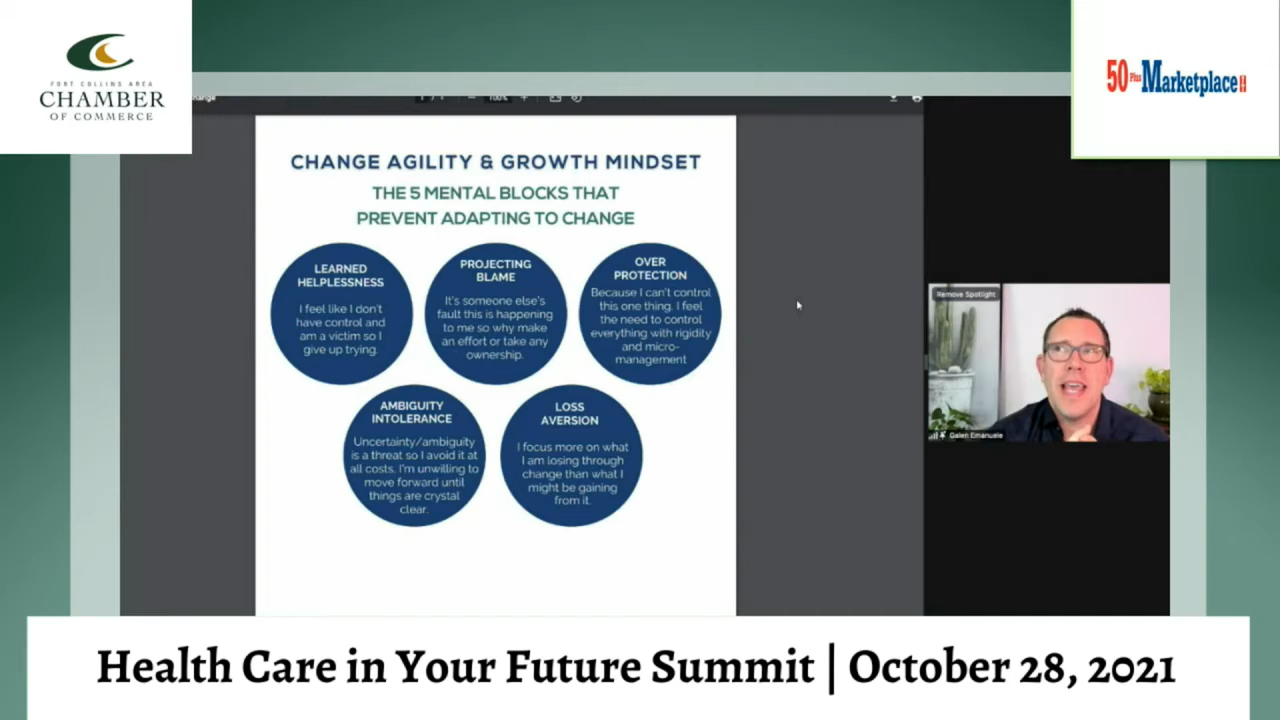 FORT COLLINS AREA
CHAMBER
OF COMMERCE
50 Plus Marketplace
100%
CHANGE AGILITY & GROWTH MINDSET
THE 5 MENTAL BLOCKS THAT
PREVENT ADAPTING TO CHANGE
LEARNED
HELPLESSNESS
I feel like I don't
have control and
am a victim so I
give up trying.
PROJECTING
BLAME
It's someone else's
fault this is happening
to me so why make
an effort or take any
ownership.
OVER
PROTECTION
Because I can't control
this one thing. I feel
the need to control
everything with rigidity
and micro-
management
AMBIGUITY
INTOLERANCE
Uncertainty/ambiguity
is a threat so I avoid it at
all costs. I'm unwilling to
move forward until
things are crystal
clear.
LOSS
AVERSION
I focus more on what
I am losing through
change than what I
might be gaining
from it.
Remove Spotlight
Galen Emanuele
Health Care in Your Future Summit | October 28, 2021